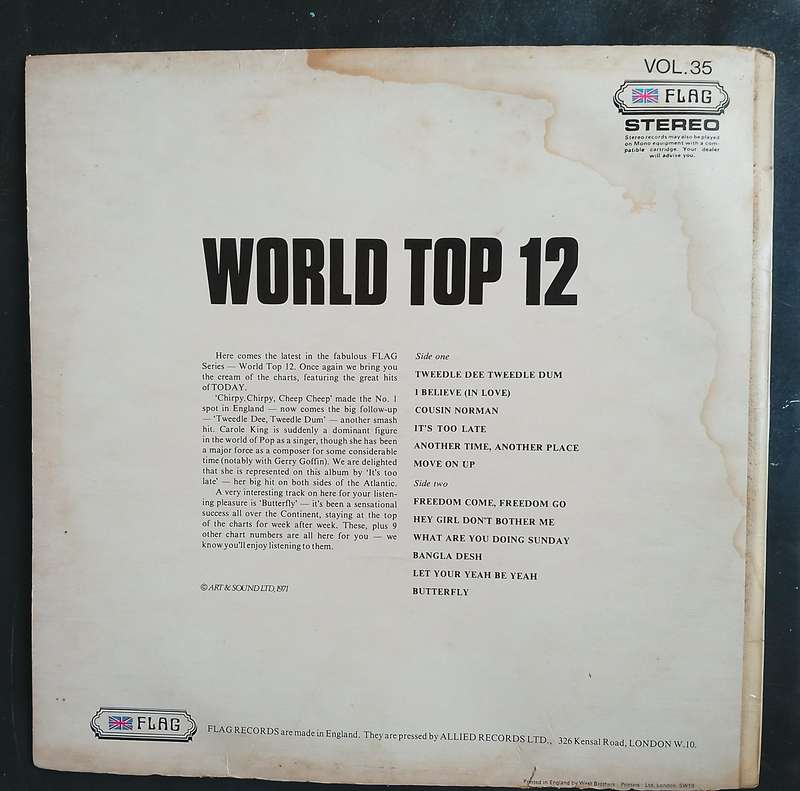 VOL.35
FLAG
STEREO
Stereo records may also be played
on Mono equipment with a com-
patible cartridge. Your dealer
will advise you.
WORLD TOP 12
Here comes the latest in the fabulous FLAG
Series — World Top 12. Once again we bring you
the cream of the charts, featuring the great hits
of TODAY.
‘Chirpy, Chirpy, Cheep Cheep’ made the No. 1
spot in England — now comes the big follow-up
— ‘Tweedle Dee, Tweedle Dum’ — another smash
hit. Carole King is suddenly a dominant figure
in the world of Pop as a singer, though she has been
a major force as a composer for some considerable
time (notably with Gerry Goffin). We are delighted
that she is represented on this album by ‘It's too
late’ — her big hit on both sides of the Atlantic.
A very interesting track on here for your listen-
ing pleasure is ‘Butterfly’ — it's been a sensational
success all over the Continent, staying at the top
of the charts for week after week. These, plus 9
other chart numbers are all here for you — we
know you'll enjoy listening to them.
© ART & SOUND LTD, 1971
Side one
TWEEDLE DEE TWEEDLE DUM
I BELIEVE (IN LOVE)
COUSIN NORMAN
IT'S TOO LATE
ANOTHER TIME, ANOTHER PLACE
MOVE ON UP
Side two
FREEDOM COME, FREEDOM GO
HEY GIRL DON'T BOTHER ME
WHAT ARE YOU DOING SUNDAY
BANGLA DESH
LET YOUR YEAH BE YEAH
BUTTERFLY
FLAG
FLAG RECORDS are made in England. They are pressed by ALLIED RECORDS LTD., 326 Kensal Road, LONDON W.10.
Printed in England by West Brothers Printers Ltd. London SW19